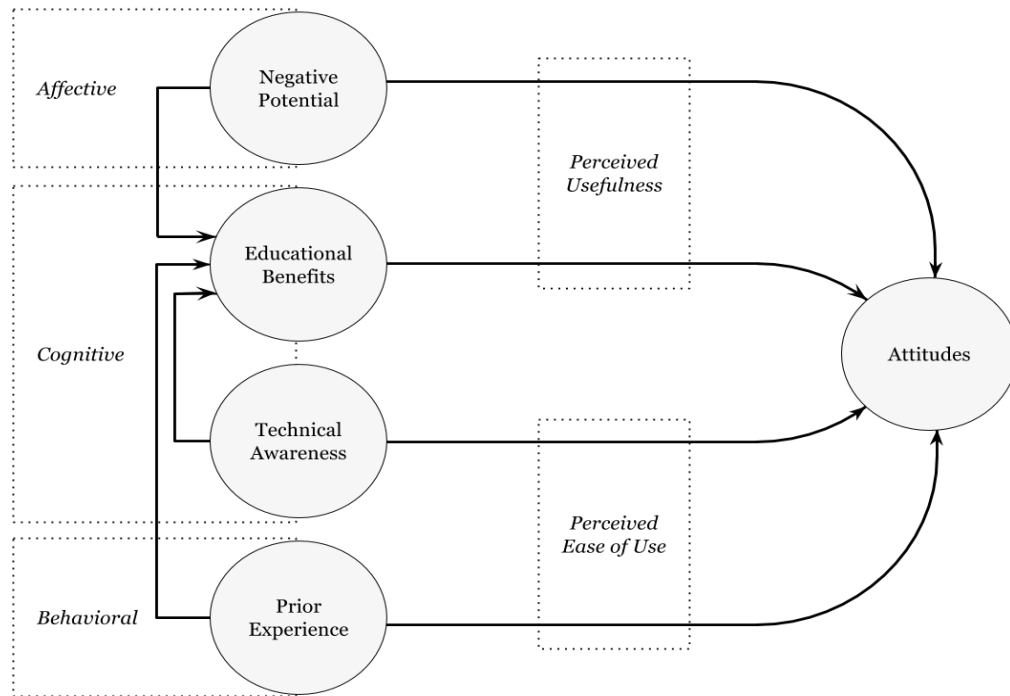 Affective
Negative
Potential
Perceived
Usefulness
Educational
Benefits
Cognitive
Attitudes
Technical
Awareness
Perceived
Ease of Use
Behavioral
Prior
Experience